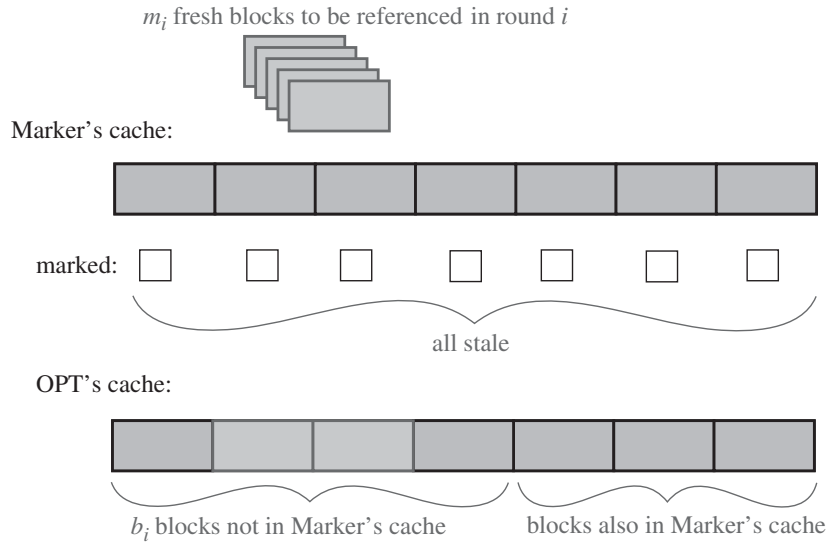 m_i fresh blocks to be referenced in round i
Marker's cache:
marked:
all stale
OPT's cache:
b_i blocks not in Marker's cache
blocks also in Marker's cache